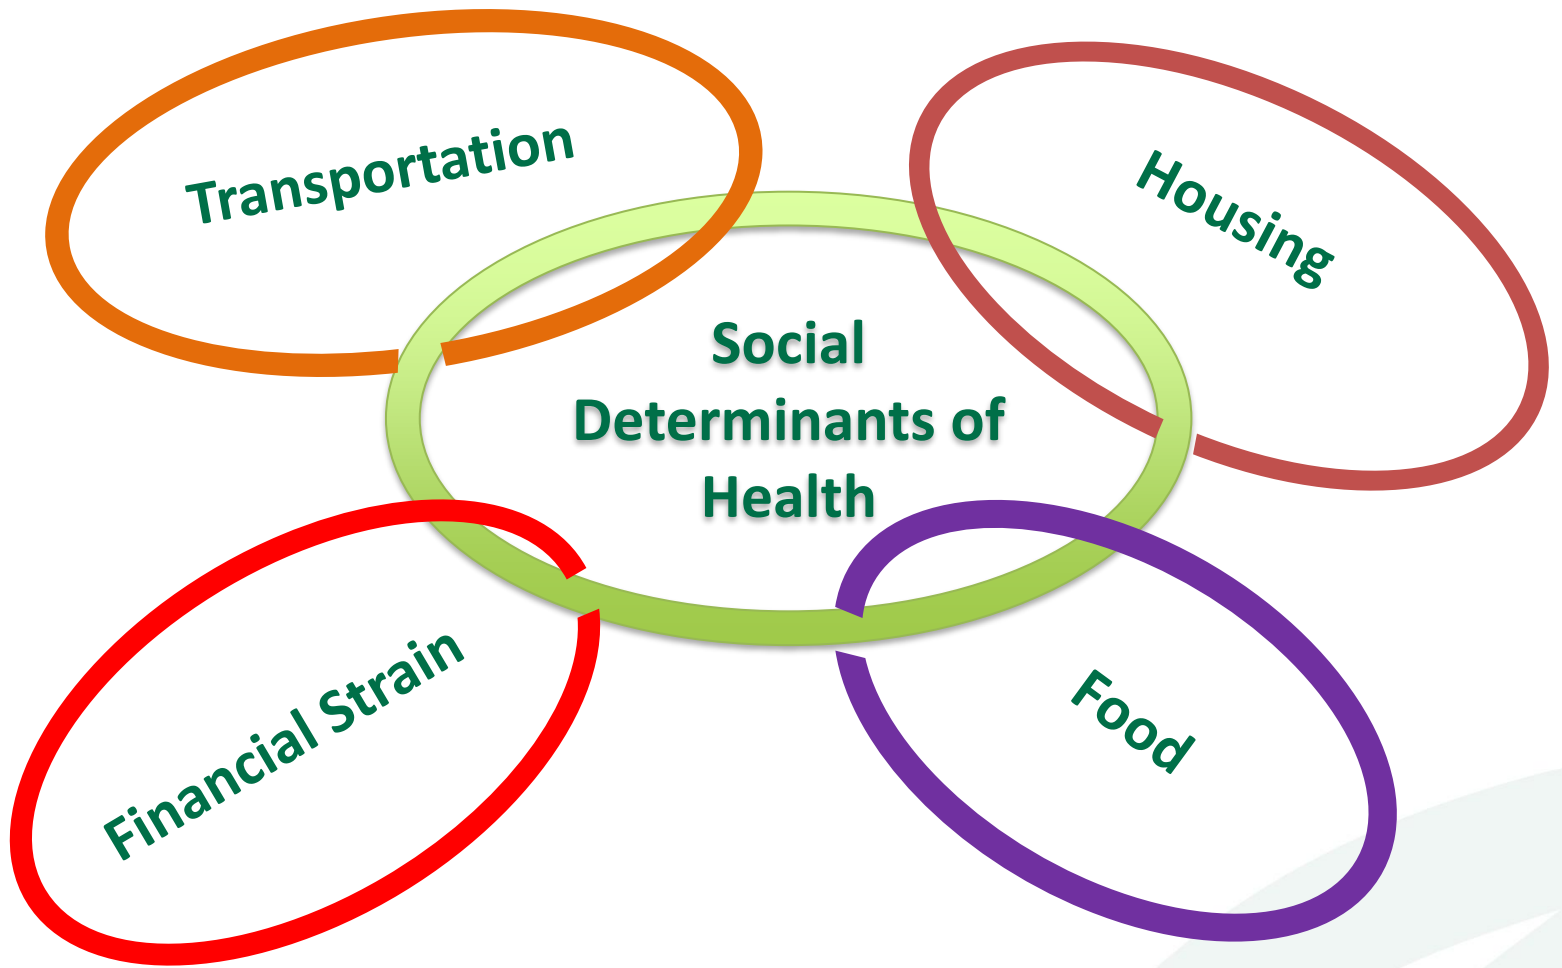 Transportation
Housing
Social
Determinants of
Health
Financial Strain
Food